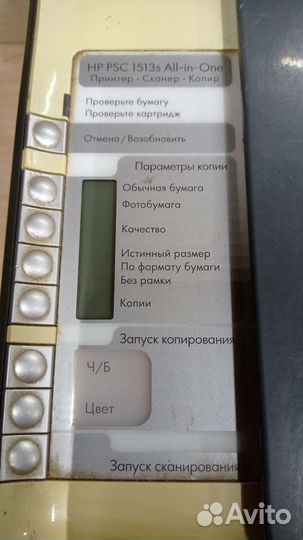 HP PSC 1513s All-in-One
Принтер · Сканер · Копир
Проверьте бумагу
Проверьте картридж
Отмена/Возобновить
Параметры копии
Обычная бумага
Фотобумага
Качество
Истинный размер
По формату бумаги
Без рамки
Копии
Запуск копирования
Ч/Б
Цвет
Запуск сканирования
Avito